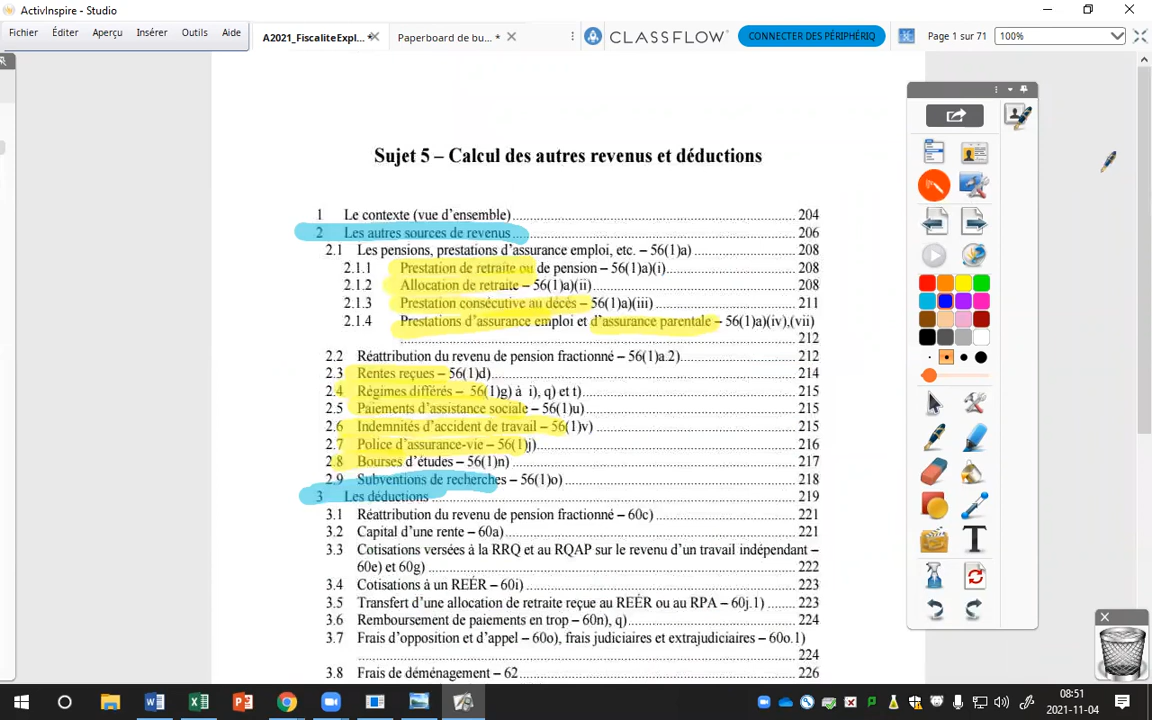 ActivInspire - Studio
Fichier Éditer Aperçu Insérer Outils Aide
A2021_FiscaliteExpl... Paperboard de bu... *
CLASSFLOW
CONNECTER DES PÉRIPHÉRIQ
Page 1 sur 71
100%
Sujet 5 – Calcul des autres revenus et déductions
1 Le contexte (vue d'ensemble) 204
2 Les autres sources de revenus 206
2.1 Les pensions, prestations d'assurance emploi, etc. – 56(1)a) 208
2.1.1 Prestation de retraite ou de pension – 56(1)a)(i) 208
2.1.2 Allocation de retraite – 56(1)a)(ii) 208
2.1.3 Prestation consécutive au décés – 56(1)a)(iii) 211
2.1.4 Prestations d'assurance emploi et d'assurance parentale – 56(1)a)(iv),(vii)
212
2.2 Réattribution du revenu de pension fractionné – 56(1)a.2) 212
2.3 Rentes reçues – 56(1)d) 214
2.4 Régimes différés – 56(1)g) à i), q) et t) 215
2.5 Paiements d'assistance sociale – 56(1)u) 215
2.6 Indemnités d'accident de travail – 56(1)v) 215
2.7 Police d'assurance-vie – 56(1)j) 216
2.8 Bourses d'études – 56(1)n) 217
2.9 Subventions de recherches – 56(1)o) 218
3 Les déductions 219
3.1 Réattribution du revenu de pension fractionné – 60c) 221
3.2 Capital d'une rente – 60a) 221
3.3 Cotisations versées à la RRQ et au RQAP sur le revenu d'un travail indépendant –
60e) et 60g) 222
3.4 Cotisations à un REÉR – 60i) 223
3.5 Transfert d'une allocation de retraite reçue au REÉR ou au RPA – 60j.1) 223
3.6 Remboursement de paiements en trop – 60n), q) 224
3.7 Frais d'opposition et d'appel – 60o), frais judiciaires et extrajudiciaires – 60o.1)
224
3.8 Frais de déménagement – 62 226
08:51
2021-11-04